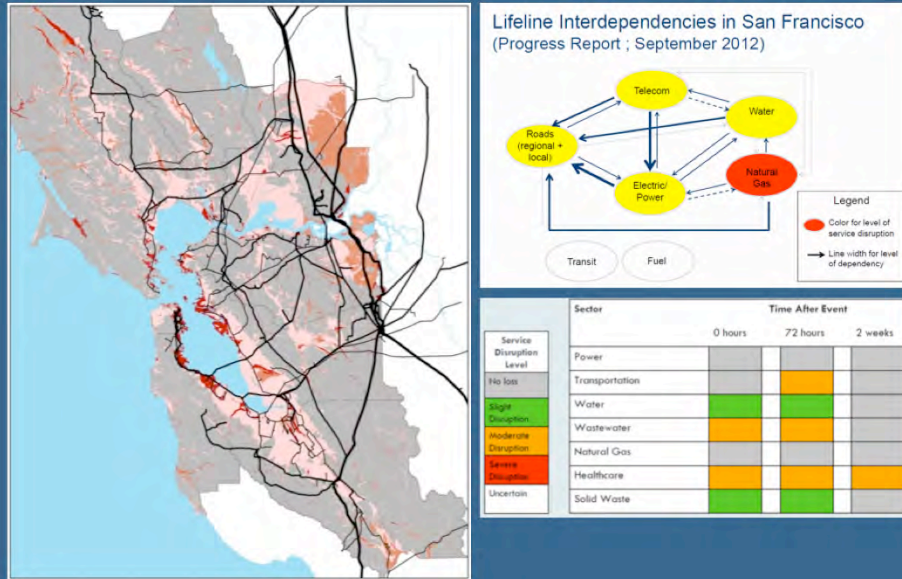 Lifeline Interdependencies in San Francisco
(Progress Report ; September 2012)
Telecom
Water
Roads
(regional +
local)
Electric/
Power
Natural
Gas
Transit
Fuel
Legend
Color for level of
service disruption
Line width for level
of dependency
Service
Disruption
Level
No loss
Slight
Disruption
Moderate
Disruption
Severe
Disruption
Uncertain
Sector
Time After Event
0 hours
72 hours
2 weeks
Power
Transportation
Water
Wastewater
Natural Gas
Healthcare
Solid Waste